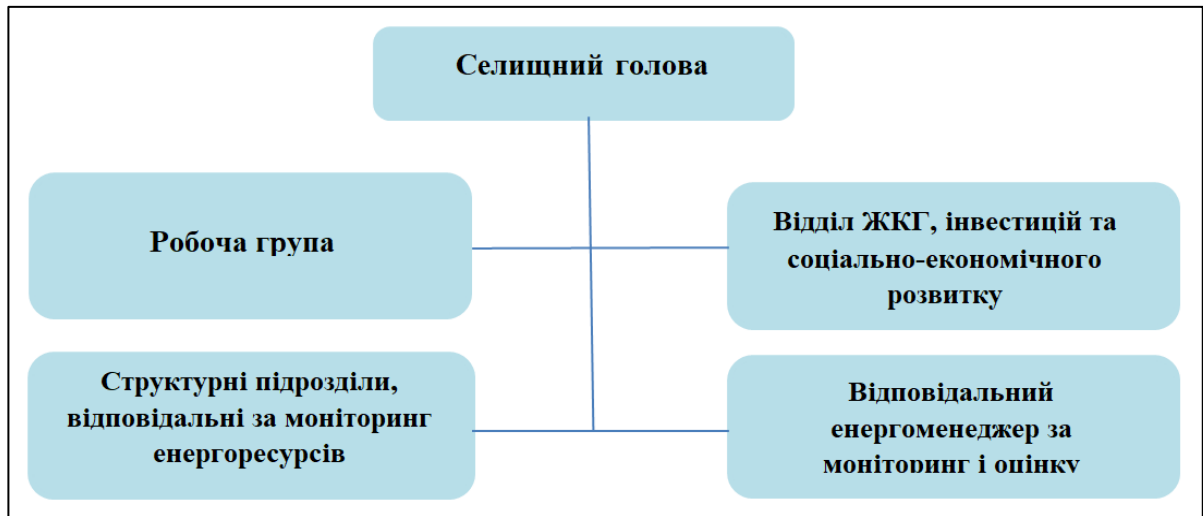 Селищний голова
Робоча група
Відділ ЖКГ, інвестицій та
соціально-економічного
розвитку
Структурні підрозділи,
відповідальні за моніторинг
енергоресурсів
Відповідальний
енергоменеджер за
моніторинг і оцінку